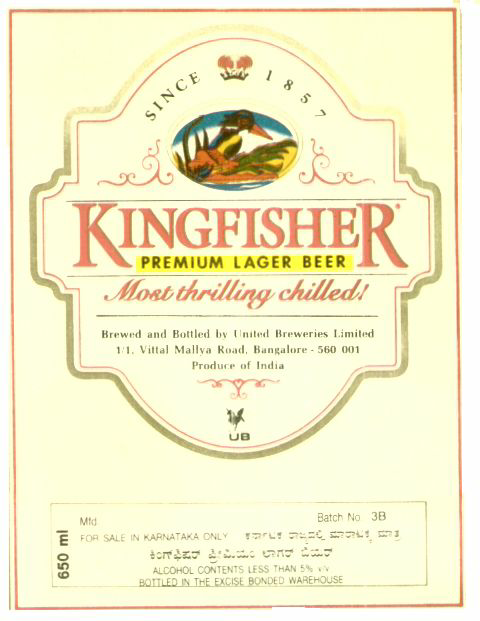 SINCE 1857
KINGFISHER
PREMIUM LAGER BEER
Most thrilling chilled!
Brewed and Bottled by United Breweries Limited
1/1, Vittal Mallya Road, Bangalore - 560 001
Produce of India
UB
650 ml
Mfd. Batch No. 3B
FOR SALE IN KARNATAKA ONLY ಕರ್ನಾಟಕ ರಾಜ್ಯದಲ್ಲಿ ಮಾರಾಟಕ್ಕೆ ಮಾತ್ರ
ಕಿಂಗ್‌ಫಿಷರ್ ಪ್ರೀಮಿಯಂ ಲಾಗರ್ ಬಿಯರ್
ALCOHOL CONTENTS LESS THAN 5% v/v
BOTTLED IN THE EXCISE BONDED WAREHOUSE